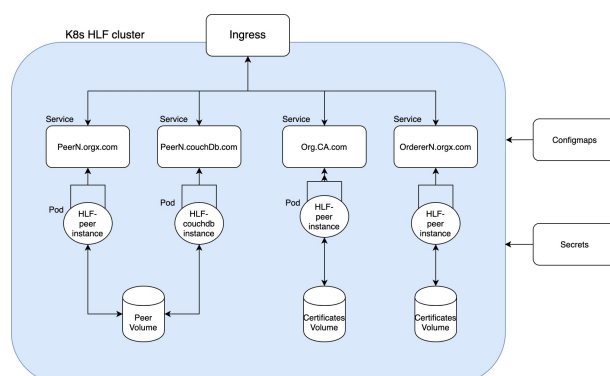 K8s HLF cluster
Ingress
Service
Service
Service
Service
PeerN.orgx.com
PeerN.couchDb.com
Org.CA.com
OrdererN.orgx.com
Configmaps
Pod
HLF-
peer
instance
Pod
HLF-
couchdb
instance
Pod
HLF-
peer
instance
Pod
HLF-
peer
instance
Secrets
Peer
Volume
Certificates
Volume
Certificates
Volume